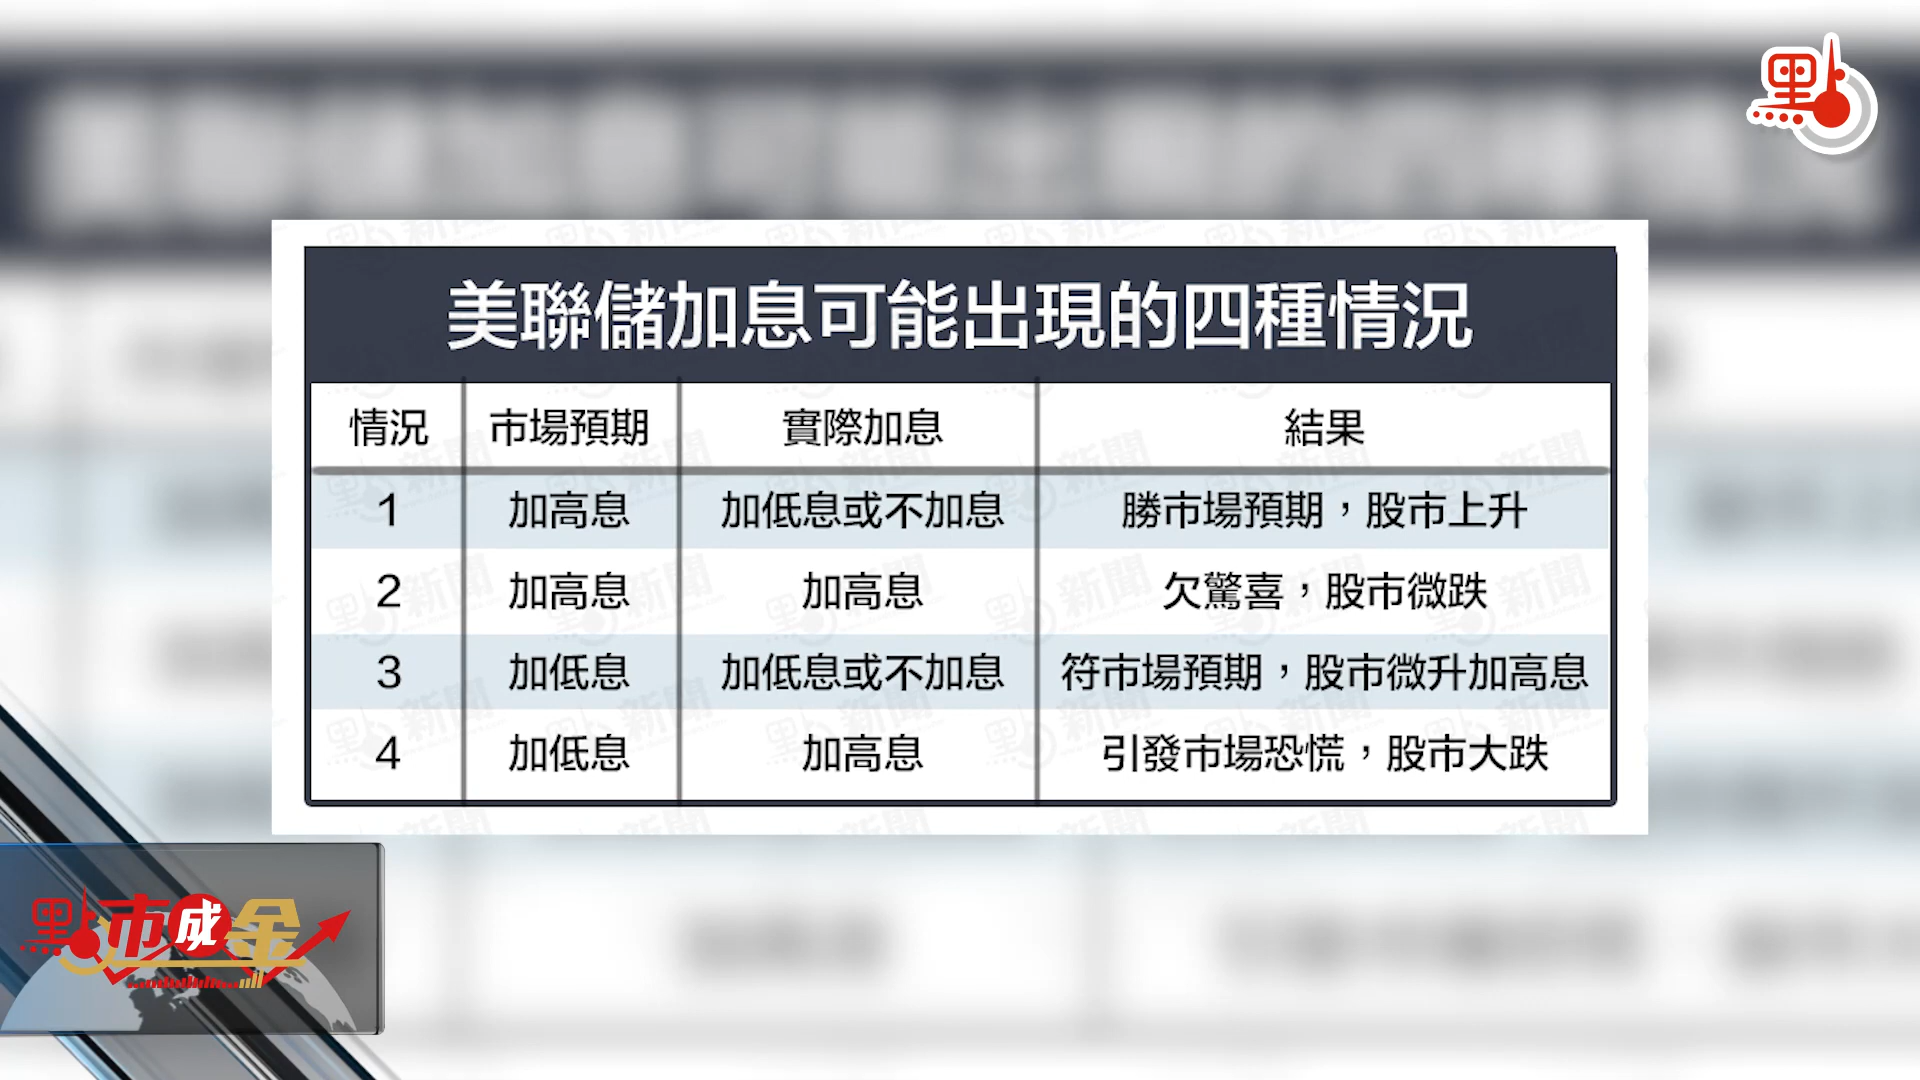 點
美聯儲加息可能出現的四種情況
情況 市場預期 實際加息 結果
1 加高息 加低息或不加息 勝市場預期，股市上升
2 加高息 加高息 欠驚喜，股市微跌
3 加低息 加低息或不加息 符市場預期，股市微升加高息
4 加低息 加高息 引發市場恐慌，股市大跌
點市成金